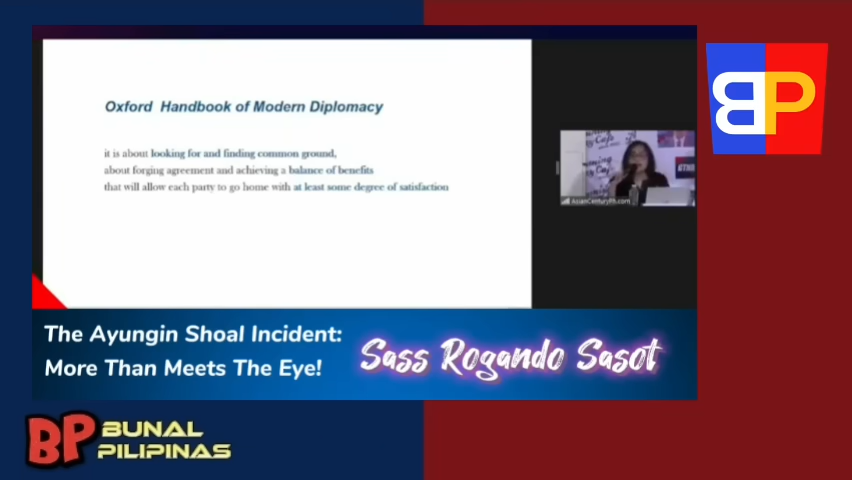 Oxford Handbook of Modern Diplomacy
it is about looking for and finding common ground,
about forging agreement and achieving a balance of benefits
that will allow each party to go home with at least some degree of satisfaction
AsianCenturyPH.com
BP
The Ayungin Shoal Incident:
More Than Meets The Eye!
Sass Rogando Sasot
BP BUNAL
PILIPINAS